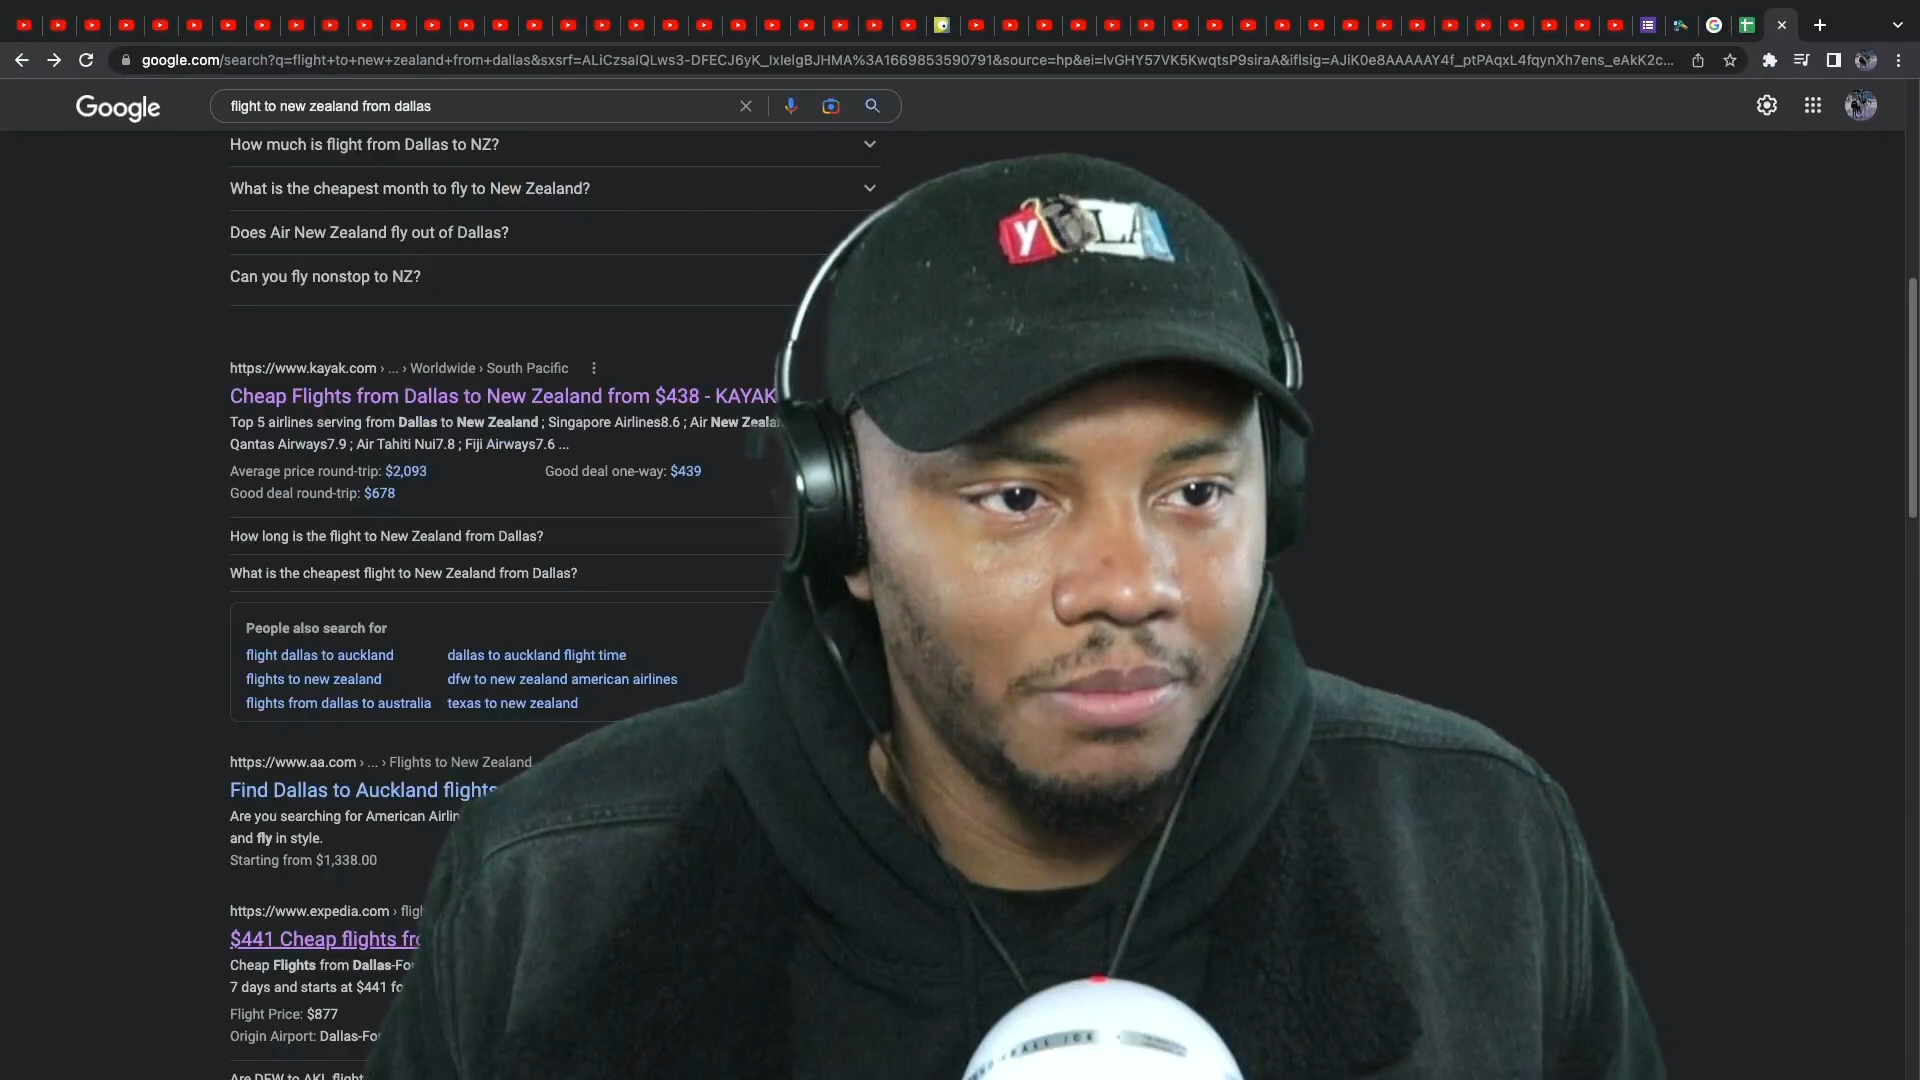 google.com/search?q=flight+to+new+zealand+from+dallas&sxsrf=ALiCzsalQLws3-DFECJ6yK_IxlelgBJHMA%3A1669853590791&source=hp&ei=lvGHY57VK5KwqtsP9siraA&iflsig=AJiK0e8AAAAAY4f_ptPAqxL4fqynXh7ens_eAkK2c...
Google
flight to new zealand from dallas
How much is flight from Dallas to NZ?
What is the cheapest month to fly to New Zealand?
Does Air New Zealand fly out of Dallas?
Can you fly nonstop to NZ?
https://www.kayak.com › ... › Worldwide › South Pacific
Cheap Flights from Dallas to New Zealand from $438 - KAYAK
Top 5 airlines serving from Dallas to New Zealand ; Singapore Airlines8.6 ; Air New
Qantas Airways7.9 ; Air Tahiti Nui7.8 ; Fiji Airways7.6 ...
Average price round-trip: $2,093 Good deal one-way: $439
Good deal round-trip: $678
How long is the flight to New Zealand from Dallas?
What is the cheapest flight to New Zealand from Dallas?
People also search for
flight dallas to auckland dallas to auckland flight time
flights to new zealand dfw to new zealand american airlines
flights from dallas to australia texas to new zealand
https://www.aa.com › ... › Flights to New Zealand
Find Dallas to Auckland flights
Are you searching for American
and fly in style.
Starting from $1,338.00
https://www.expedia.com ›
$441 Cheap flights
Cheap Flights from
7 days and starts at $441
Flight Price: $877
Origin Airport:
Are DFW to AKL flight